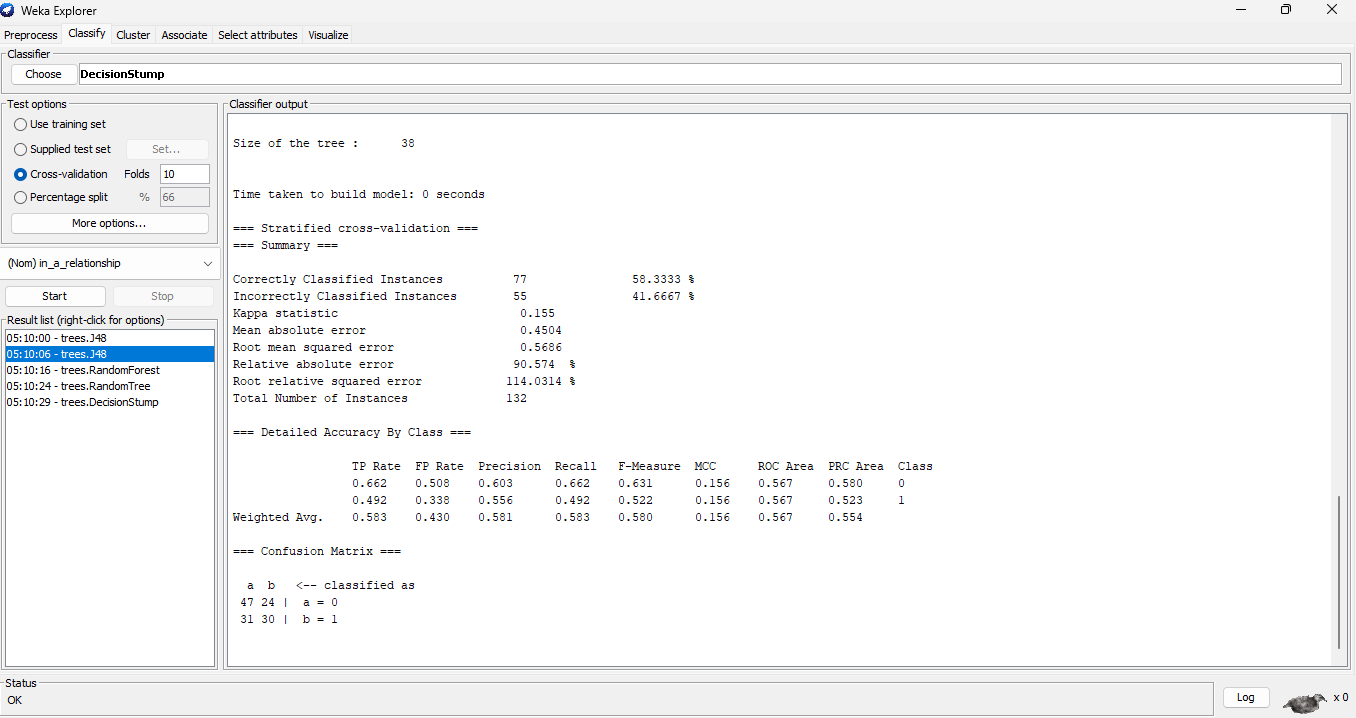 Weka Explorer
Preprocess Classify Cluster Associate Select attributes Visualize
Classifier
Choose DecisionStump
Test options
Use training set
Supplied test set Set...
Cross-validation Folds 10
Percentage split % 66
More options...
(Nom) in_a_relationship
Start Stop
Result list (right-click for options)
05:10:00 - trees.J48
05:10:06 - trees.J48
05:10:16 - trees.RandomForest
05:10:24 - trees.RandomTree
05:10:29 - trees.DecisionStump
Classifier output
Size of the tree : 38
Time taken to build model: 0 seconds
=== Stratified cross-validation ===
=== Summary ===
Correctly Classified Instances 77 58.3333 %
Incorrectly Classified Instances 55 41.6667 %
Kappa statistic 0.155
Mean absolute error 0.4504
Root mean squared error 0.5686
Relative absolute error 90.574 %
Root relative squared error 114.0314 %
Total Number of Instances 132
=== Detailed Accuracy By Class ===
TP Rate FP Rate Precision Recall F-Measure MCC ROC Area PRC Area Class
0.662 0.508 0.603 0.662 0.631 0.156 0.567 0.580 0
0.492 0.338 0.556 0.492 0.522 0.156 0.567 0.523 1
Weighted Avg. 0.583 0.430 0.581 0.583 0.580 0.156 0.567 0.554
=== Confusion Matrix ===
a b <-- classified as
47 24 | a = 0
31 30 | b = 1
Status
OK
Log x 0